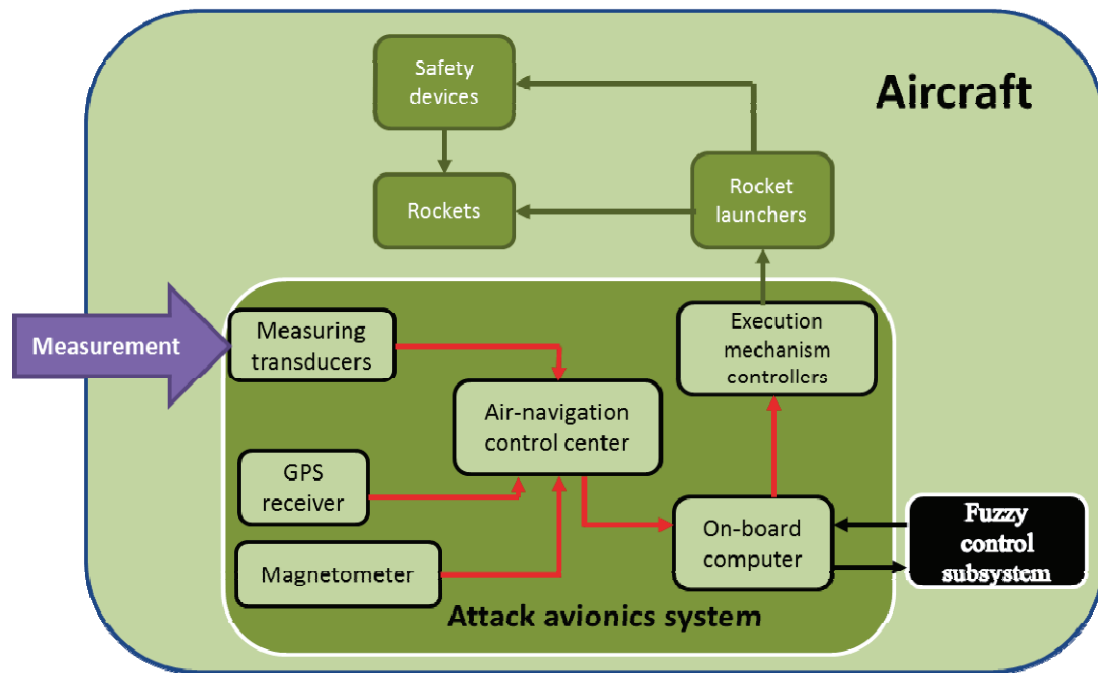 Aircraft
Safety
devices
Rockets
Rocket
launchers
Measurement
Measuring
transducers
Execution
mechanism
controllers
Air-navigation
control center
GPS
receiver
Magnetometer
On-board
computer
Fuzzy
control
subsystem
Attack avionics system